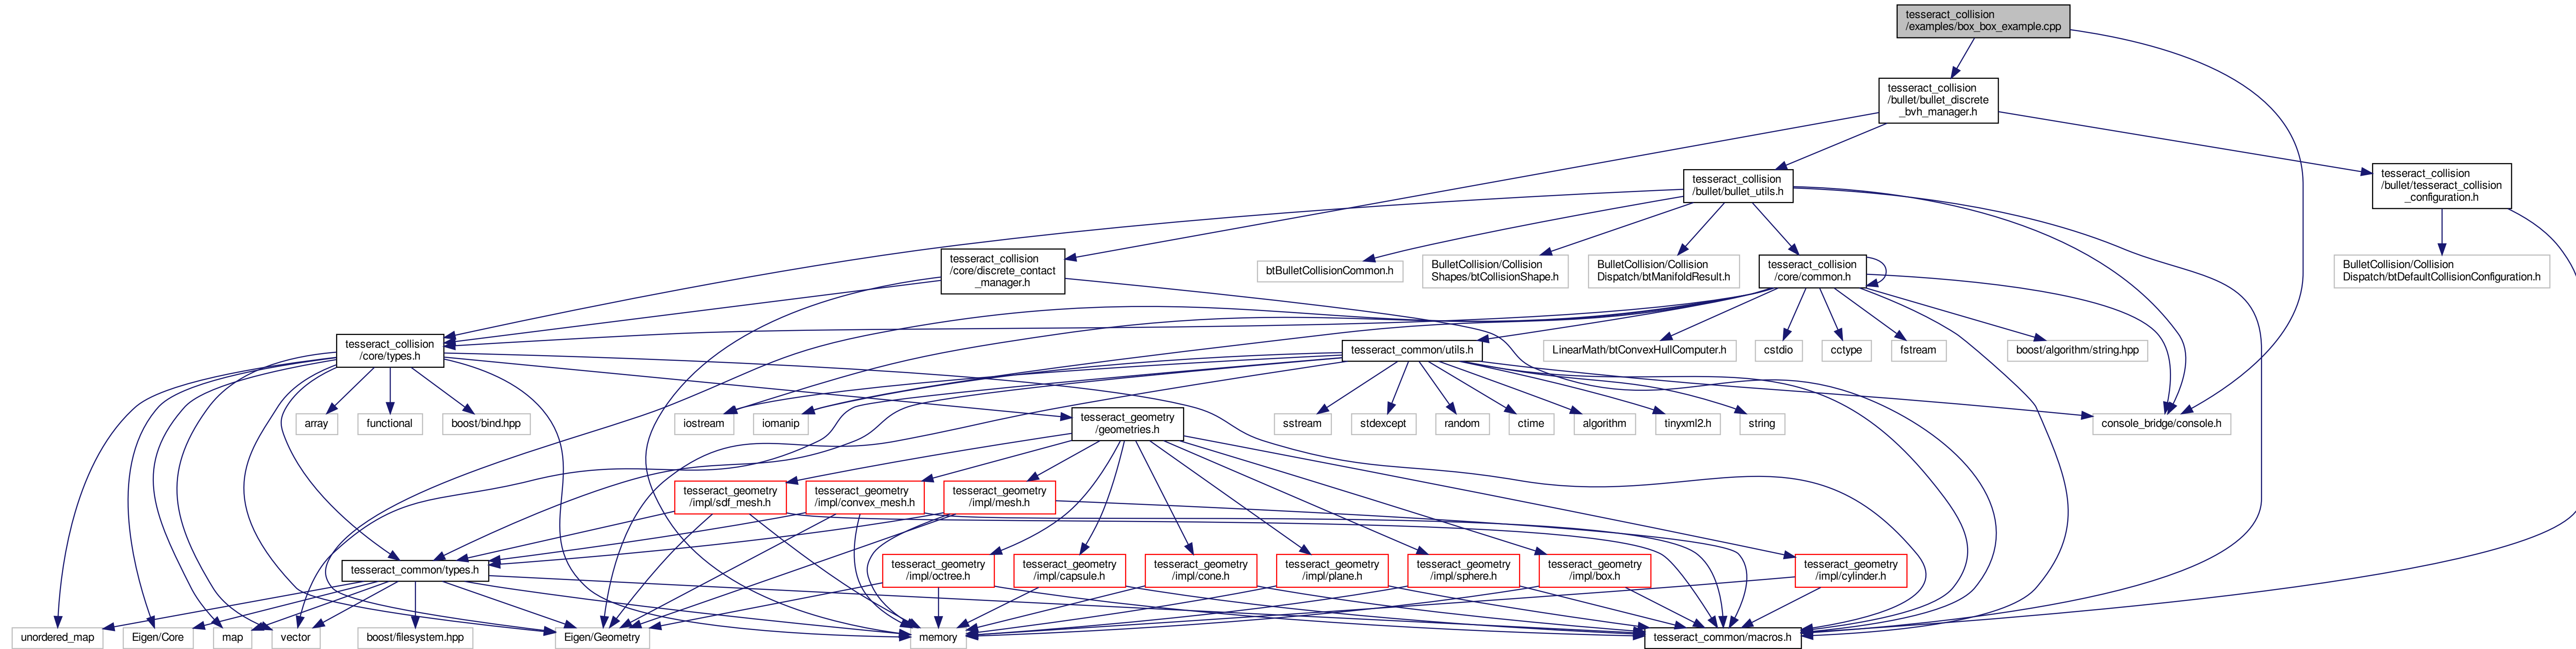 tesseract_collision
/examples/box_box_example.cpp
tesseract_collision
/bullet/bullet_discrete
_bvh_manager.h
tesseract_collision
/bullet/bullet_utils.h
tesseract_collision
/bullet/tesseract_collision
_configuration.h
tesseract_collision
/core/discrete_contact
_manager.h
btBulletCollisionCommon.h
BulletCollision/Collision
Shapes/btCollisionShape.h
BulletCollision/Collision
Dispatch/btManifoldResult.h
tesseract_collision
/core/common.h
BulletCollision/Collision
Dispatch/btDefaultCollisionConfiguration.h
tesseract_collision
/core/types.h
tesseract_common/utils.h
LinearMath/btConvexHullComputer.h
cstdio
cctype
fstream
boost/algorithm/string.hpp
array
functional
boost/bind.hpp
iostream
iomanip
tesseract_geometry
/geometries.h
sstream
stdexcept
random
ctime
algorithm
tinyxml2.h
string
console_bridge/console.h
tesseract_geometry
/impl/sdf_mesh.h
tesseract_geometry
/impl/convex_mesh.h
tesseract_geometry
/impl/mesh.h
tesseract_common/types.h
tesseract_geometry
/impl/octree.h
tesseract_geometry
/impl/capsule.h
tesseract_geometry
/impl/cone.h
tesseract_geometry
/impl/plane.h
tesseract_geometry
/impl/sphere.h
tesseract_geometry
/impl/box.h
tesseract_geometry
/impl/cylinder.h
unordered_map
Eigen/Core
map
vector
boost/filesystem.hpp
Eigen/Geometry
memory
tesseract_common/macros.h